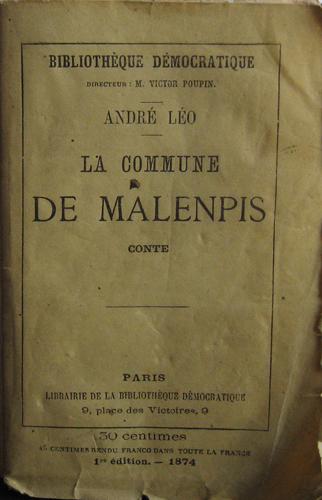 BIBLIOTHÈQUE DÉMOCRATIQUE
DIRECTEUR : M. VICTOR POUPIN.
ANDRÉ LÉO
LA COMMUNE
DE MALENPIS
CONTE
PARIS
LIBRAIRIE DE LA BIBLIOTHÈQUE DÉMOCRATIQUE
9, place des Victoires, 9
30 centimes
45 CENTIMES RENDU FRANCO DANS TOUTE LA FRANCE
1re édition. — 1874